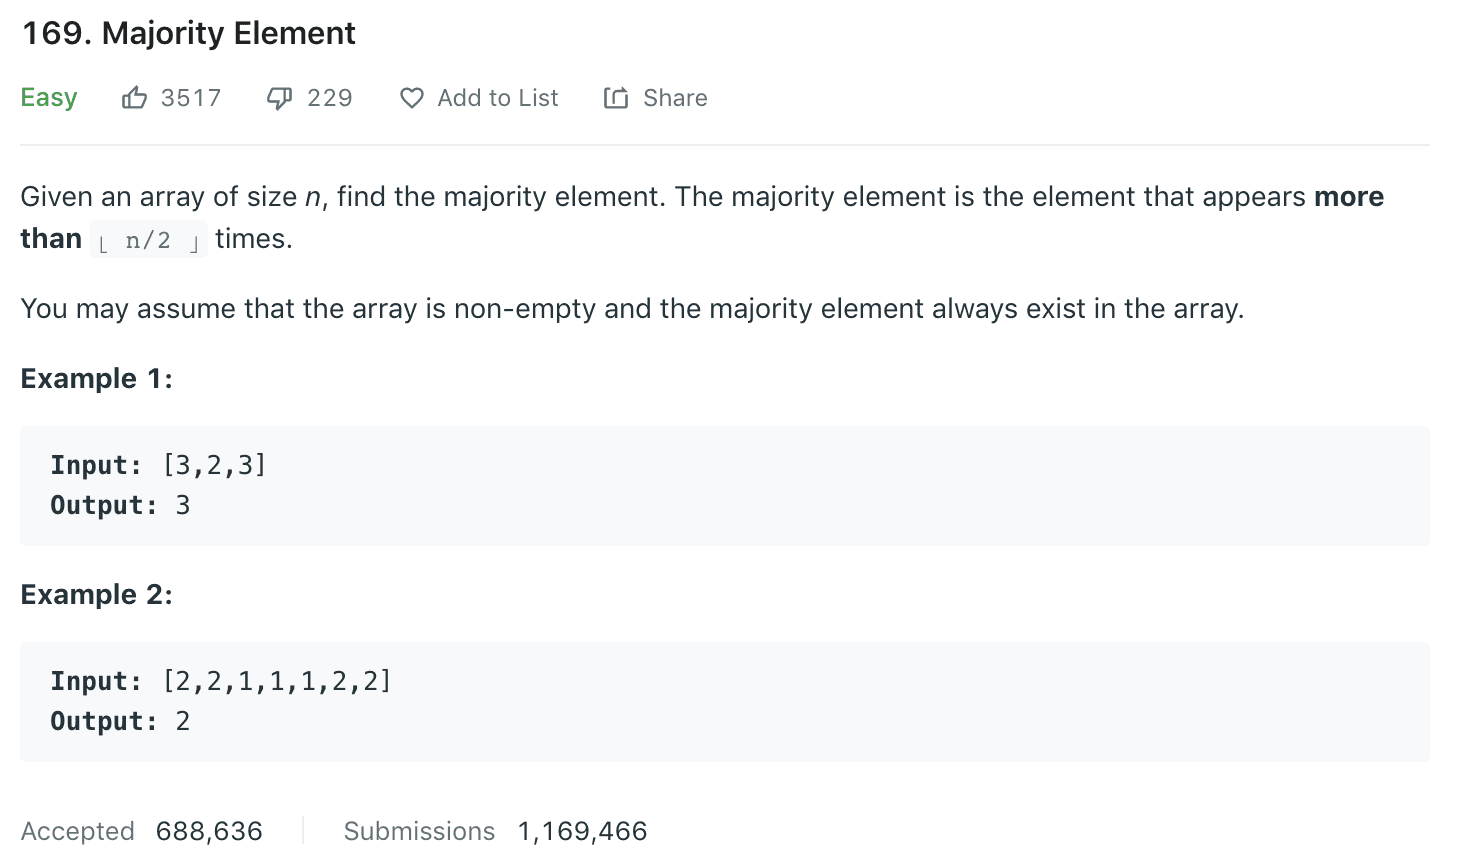 169. Majority Element
Easy 3517 229 Add to List Share
Given an array of size n, find the majority element. The majority element is the element that appears more
than ⌊ n/2 ⌋ times.
You may assume that the array is non-empty and the majority element always exist in the array.
Example 1:
Input: [3,2,3]
Output: 3
Example 2:
Input: [2,2,1,1,1,2,2]
Output: 2
Accepted 688,636 Submissions 1,169,466